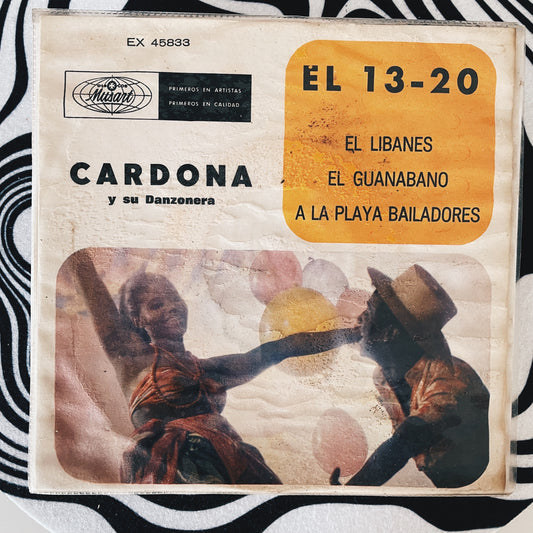 EX 45833
Musart
PRIMEROS EN ARTISTAS
PRIMEROS EN CALIDAD
CARDONA
y su Danzonera
EL 13-20
EL LIBANES
EL GUANABANO
A LA PLAYA BAILADORES